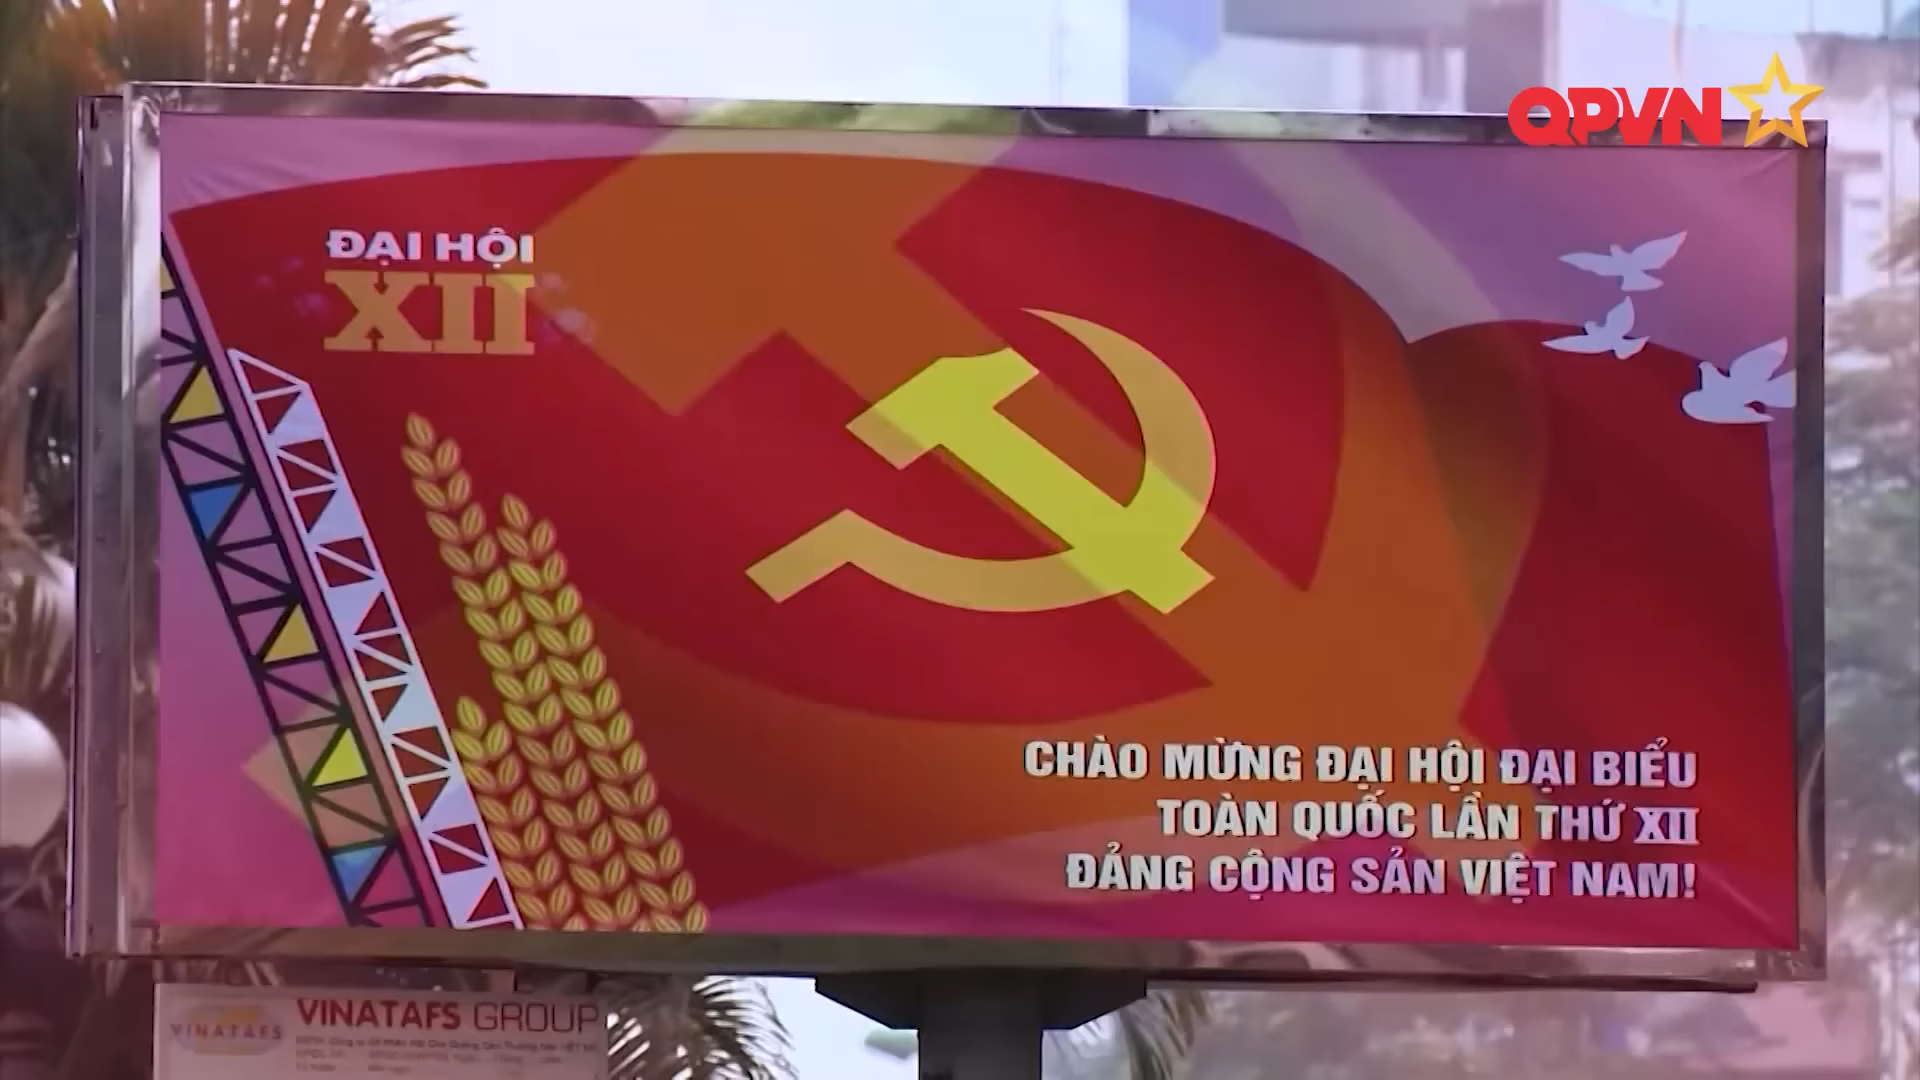 QPVN
ĐẠI HỘI
XII
CHÀO MỪNG ĐẠI HỘI ĐẠI BIỂU
TOÀN QUỐC LẦN THỨ XII
ĐẢNG CỘNG SẢN VIỆT NAM!
VINATAFS GROUP
VINATAFS